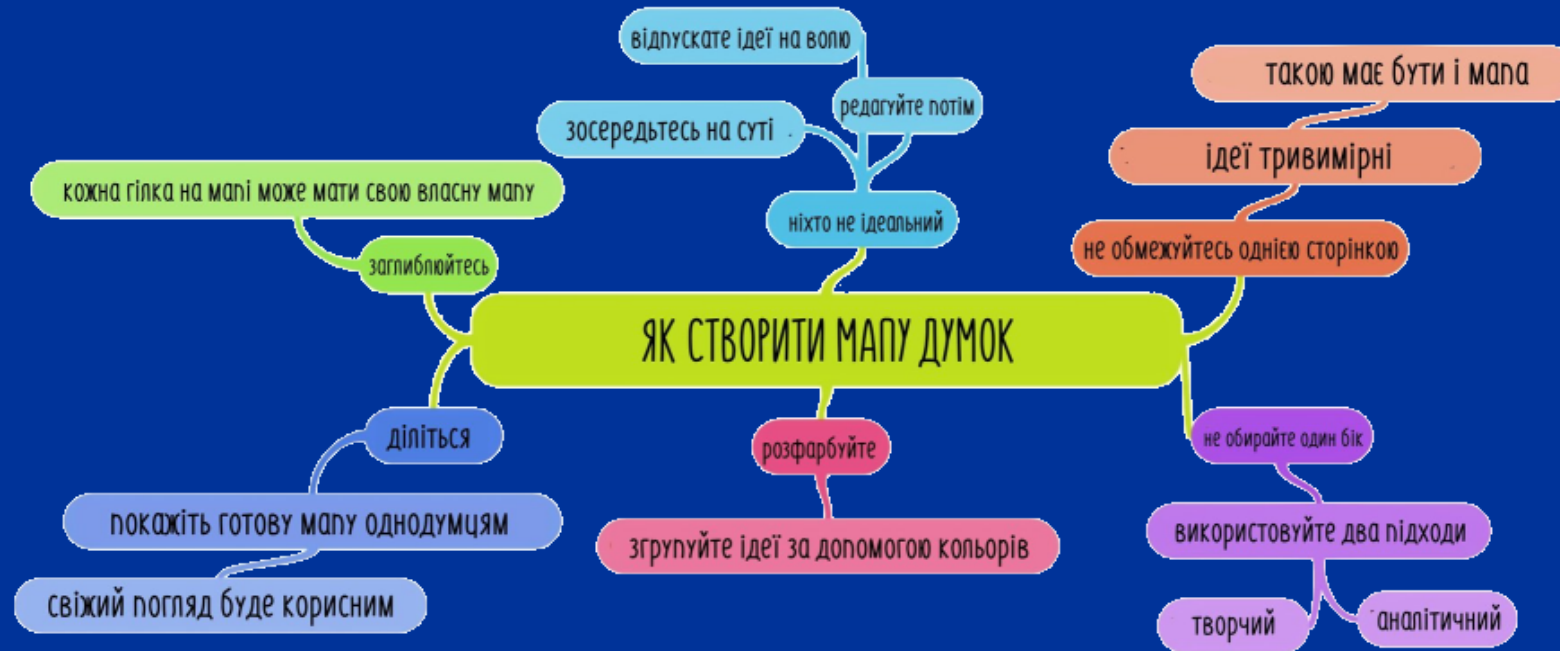 відпускате ідеї на волю
редагуйте потім
зосередьтесь на суті
ніхто не ідеальний
такою має бути і мапа
ідеї тривимірні
не обмежуйтесь однією сторінкою
кожна гілка на мапі може мати свою власну мапу
заглиблюйтесь
ЯК СТВОРИТИ МАПУ ДУМОК
діліться
покажіть готову мапу однодумцям
свіжий погляд буде корисним
розфарбуйте
згрупуйте ідеї за допомогою кольорів
не обирайте один бік
використовуйте два підходи
творчий
аналітичний